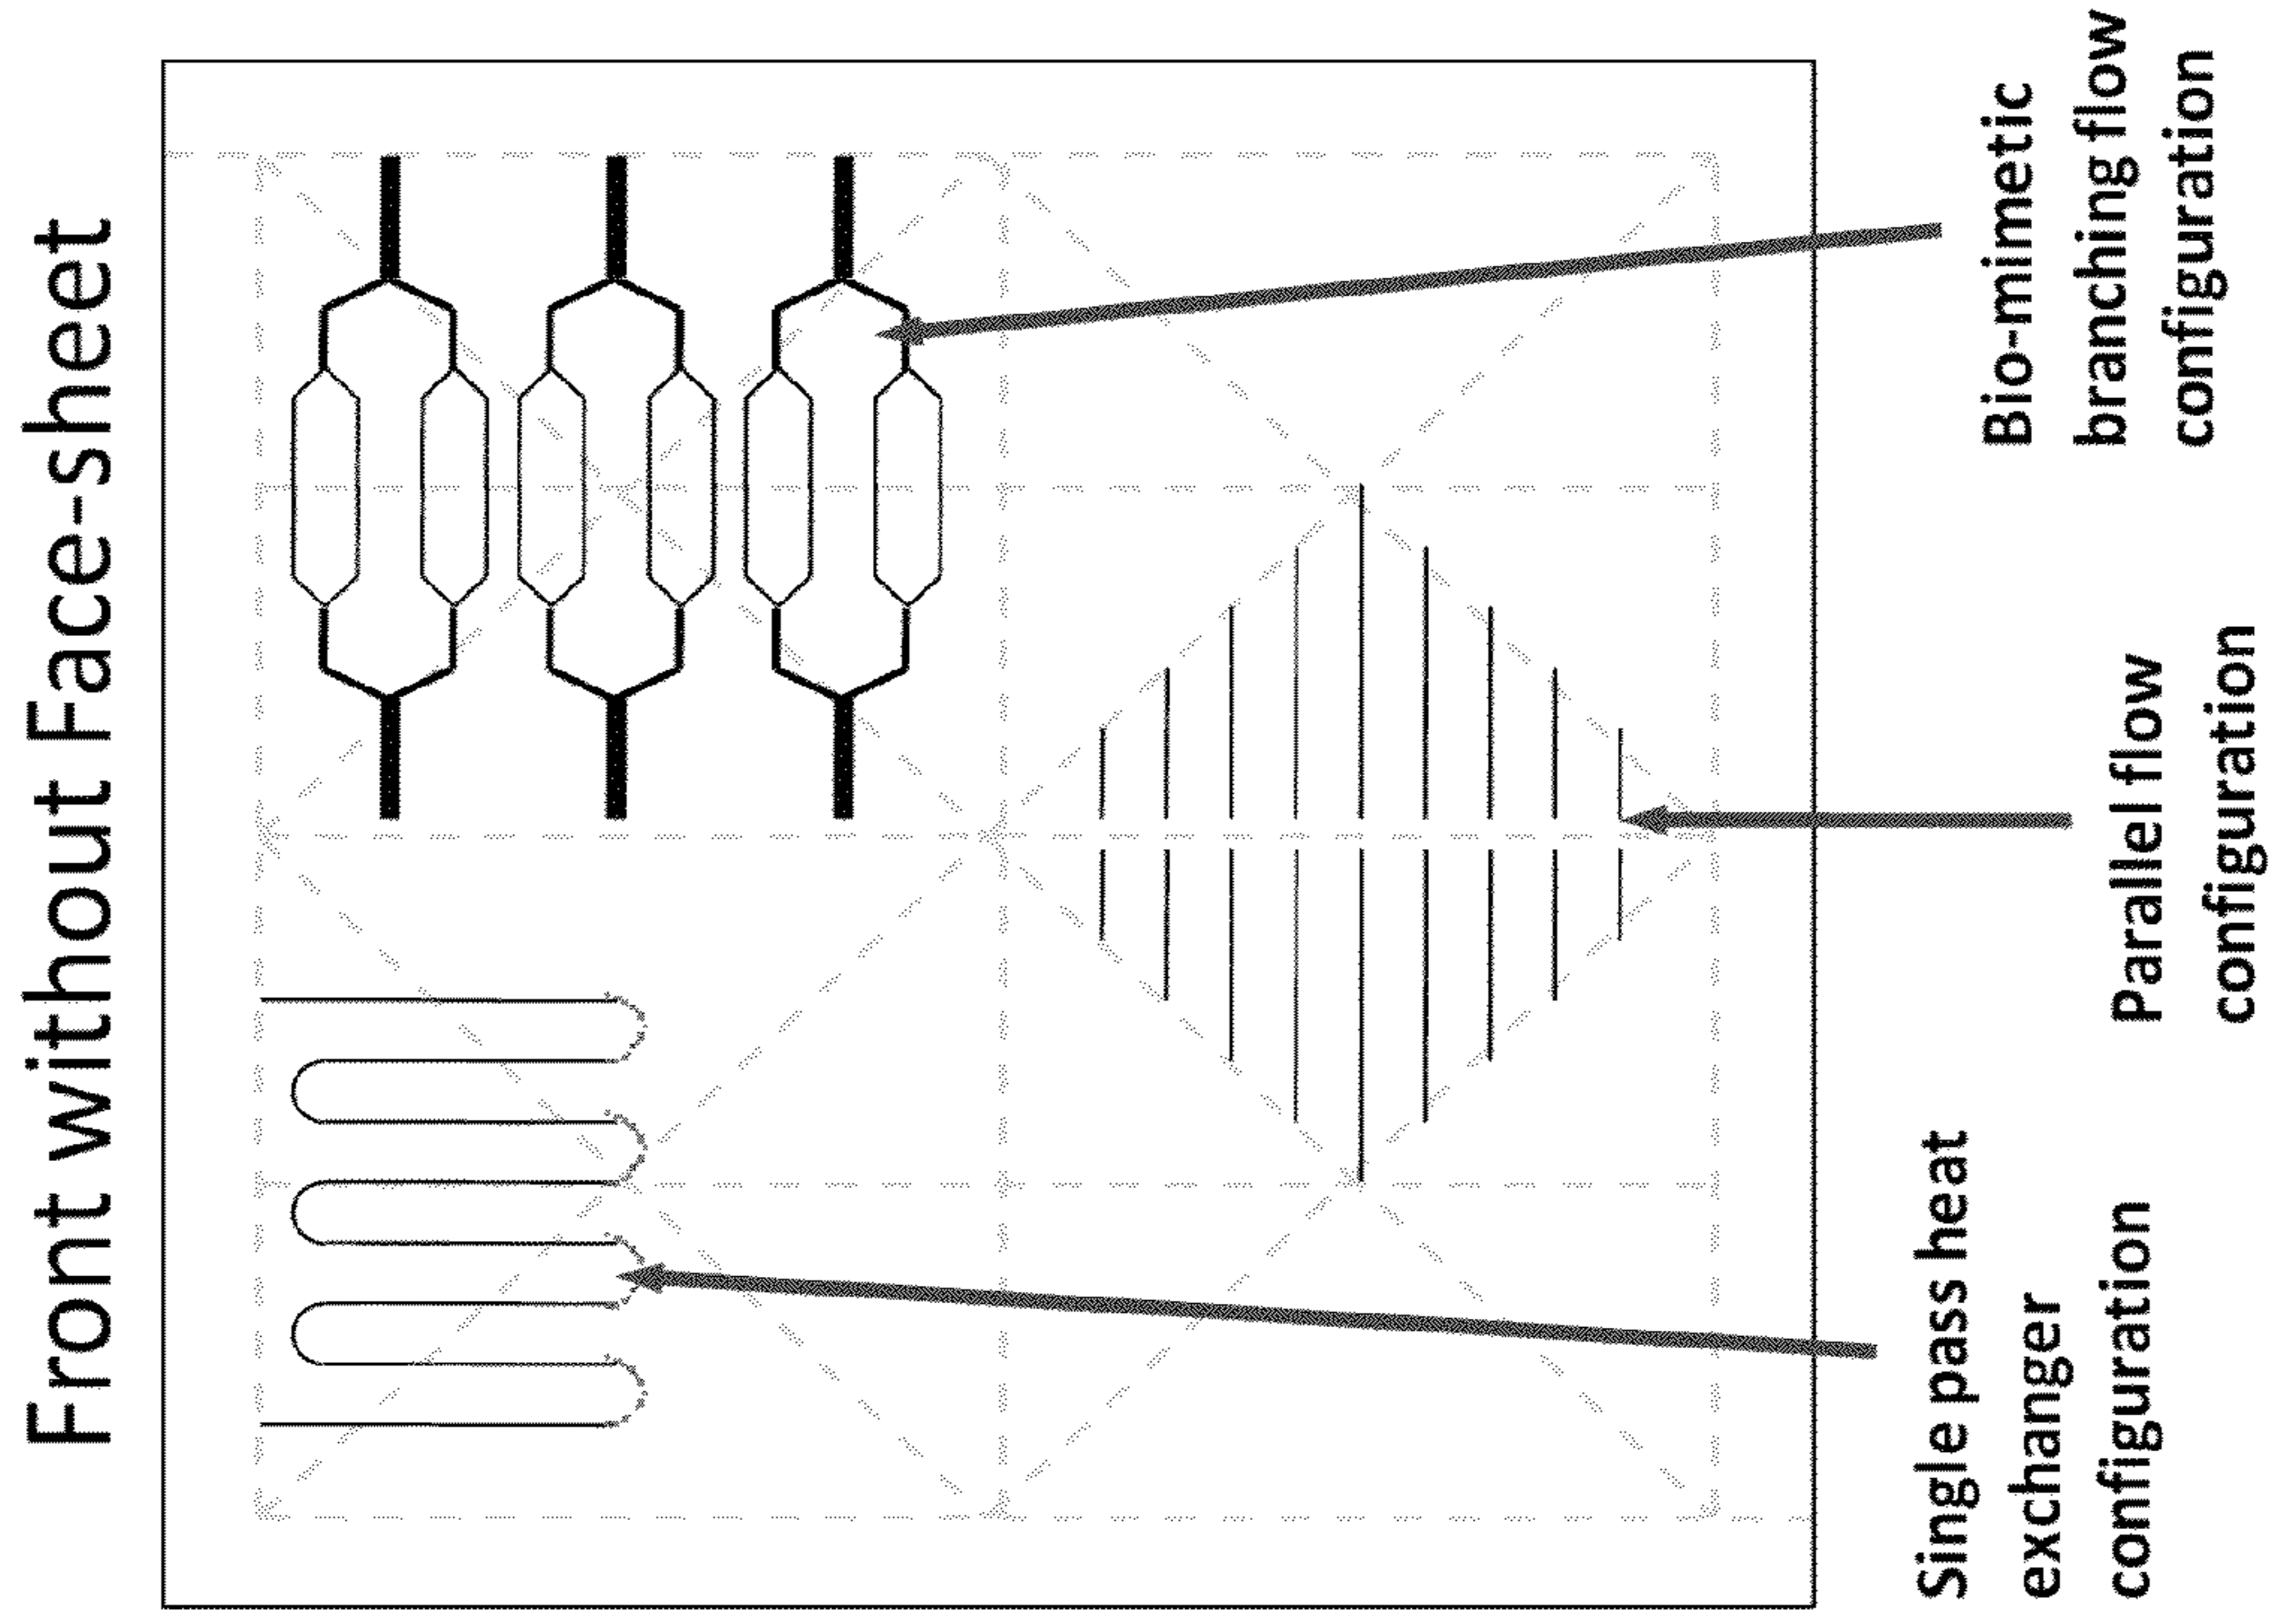 Front without Face-sheet
Single pass heat
exchanger
configuration
Parallel flow
configuration
Bio-mimetic
branching flow
configuration